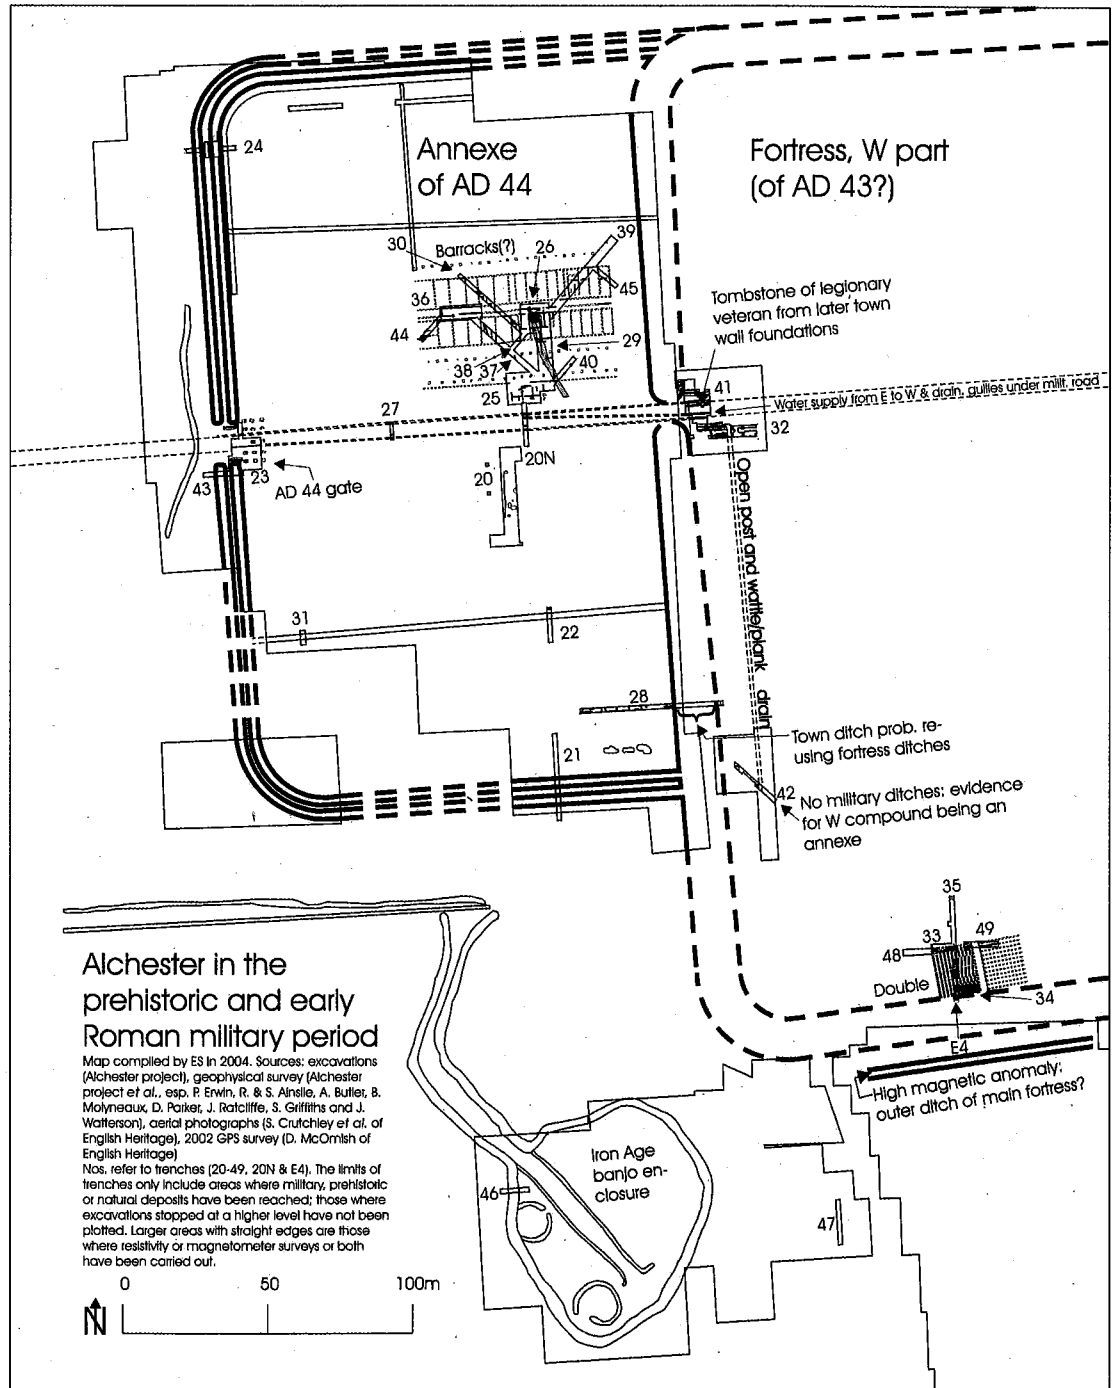 24
Annexe
of AD 44
Fortress, W part
(of AD 43?)
30
Barracks(?)
26
39
36
45
44
Tombstone of legionary
veteran from later town
wall foundations
38
37
29
40
25
41
27
Water supply from E to W & drain. gullies under milit. road
32
43
23
AD 44 gate
20N
20
Open post and wattle/plank drain
31
22
28
21
Town ditch prob. re-
using fortress ditches
42
No military ditches: evidence
for W compound being an
annexe
35
33
49
48
Double
34
E4
High magnetic anomaly:
outer ditch of main fortress?
Alchester in the
prehistoric and early
Roman military period
Map compiled by ES in 2004. Sources: excavations
(Alchester project), geophysical survey (Alchester
project et al., esp. P. Erwin, R. & S. Ainslie, A. Butler, B.
Molyneaux, D. Parker, J. Ratcliffe, S. Griffiths and J.
Watterson), aerial photographs (S. Crutchley et al. of
English Heritage), 2002 GPS survey (D. McOmish of
English Heritage)
Nos. refer to trenches (20-49, 20N & E4). The limits of
trenches only include areas where military, prehistoric
or natural deposits have been reached; those where
excavations stopped at a higher level have not been
plotted. Larger areas with straight edges are those
where resistivity or magnetometer surveys or both
have been carried out.
Iron Age
banjo en-
closure
46
47
0 50 100m
N